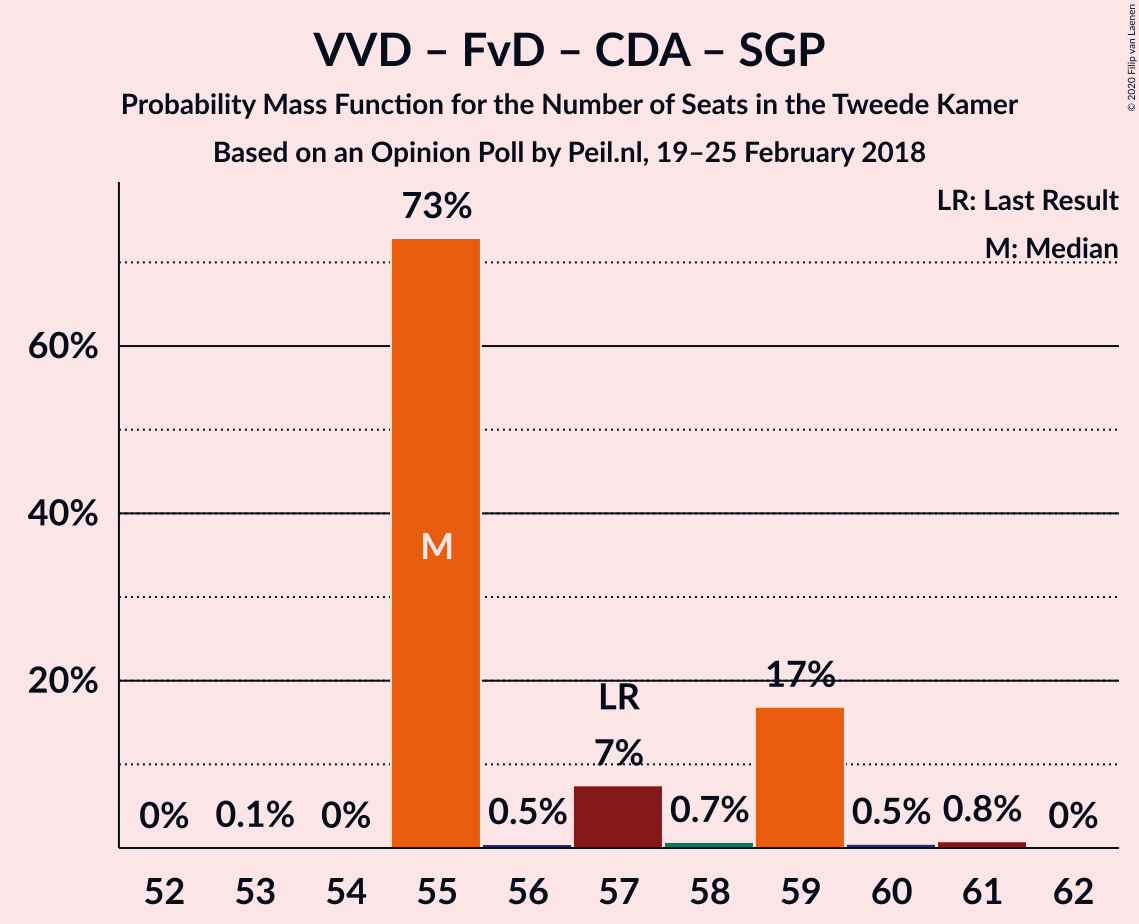 VVD – FvD – CDA – SGP
Probability Mass Function for the Number of Seats in the Tweede Kamer
Based on an Opinion Poll by Peil.nl, 19–25 February 2018
© 2020 Filip van Laenen
LR: Last Result
M: Median
73%
60%
40%
M
20%
17%
LR
7%
0%
0.1%
0%
0.5%
0.7%
0.5%
0.8%
0%
52 53 54 55 56 57 58 59 60 61 62